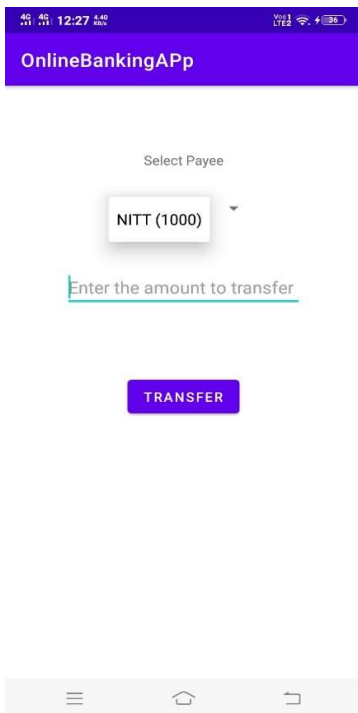 4G 4G 12:27 4.40 KB/s Vo1 LTE2 36
OnlineBankingAPp
Select Payee
NITT (1000)
Enter the amount to transfer
TRANSFER